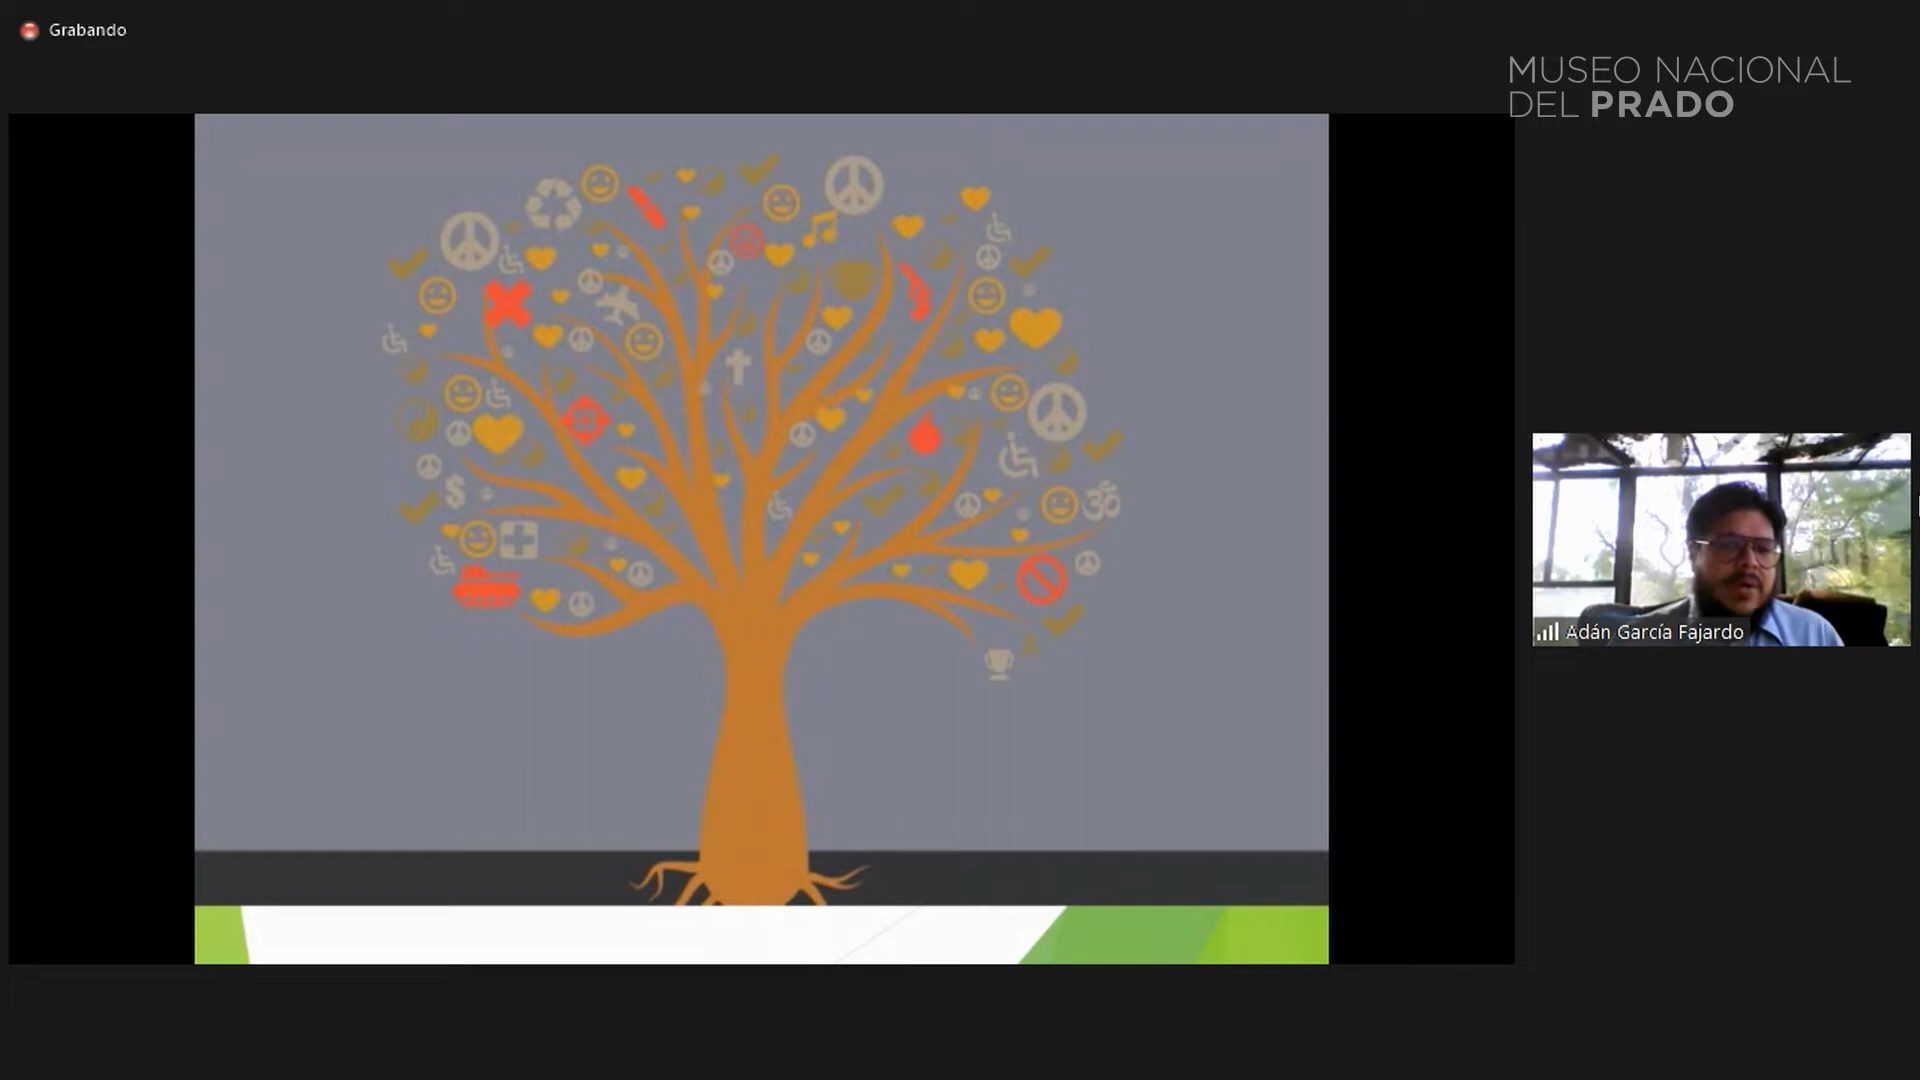 Grabando
MUSEO NACIONAL
DEL PRADO
$
ॐ
Adán García Fajardo